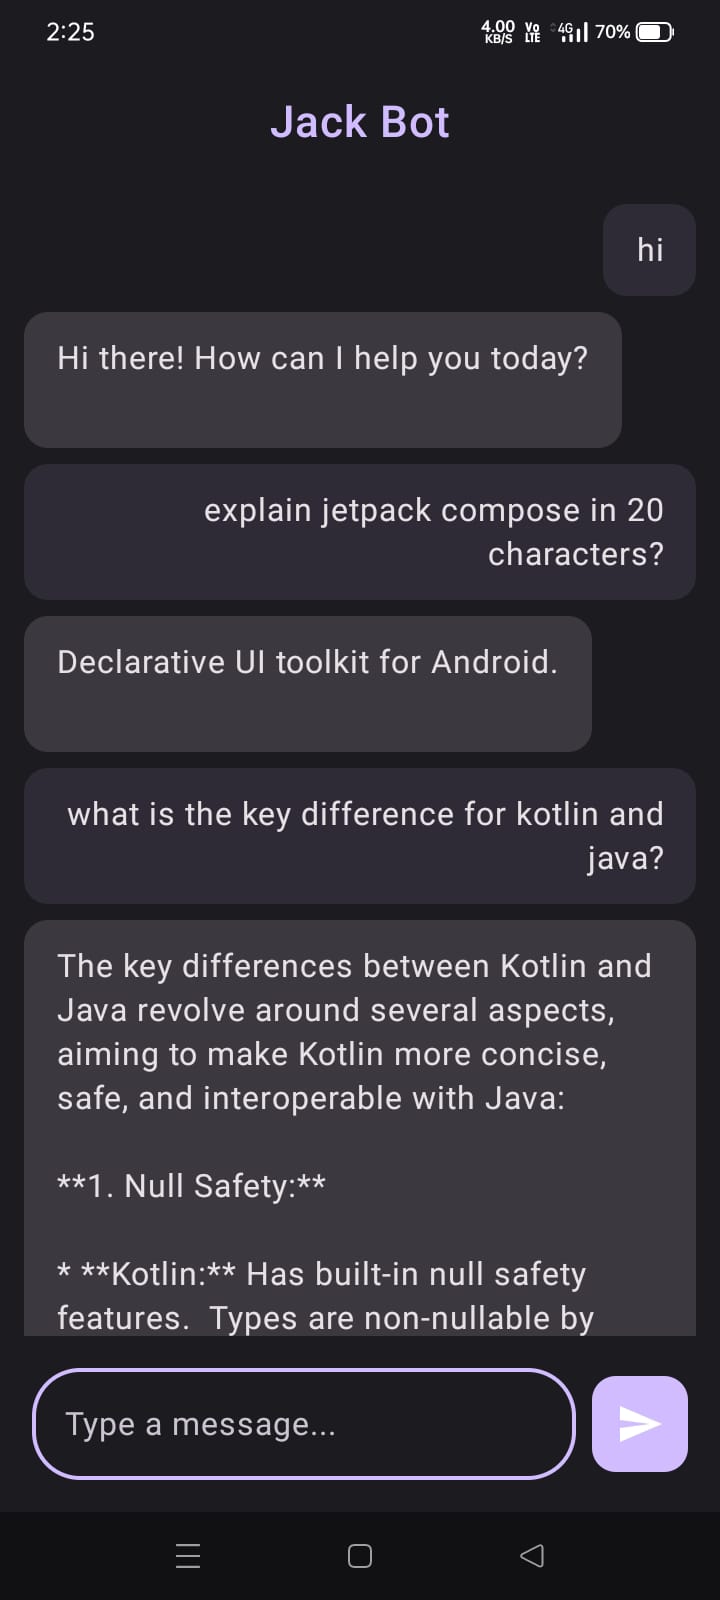 2:25
4.00 KB/S Vo LTE 4G 70%
Jack Bot
hi
Hi there! How can I help you today?
explain jetpack compose in 20
characters?
Declarative UI toolkit for Android.
what is the key difference for kotlin and
java?
The key differences between Kotlin and
Java revolve around several aspects,
aiming to make Kotlin more concise,
safe, and interoperable with Java:
**1. Null Safety:**
* **Kotlin:** Has built-in null safety
features.  Types are non-nullable by
Type a message...